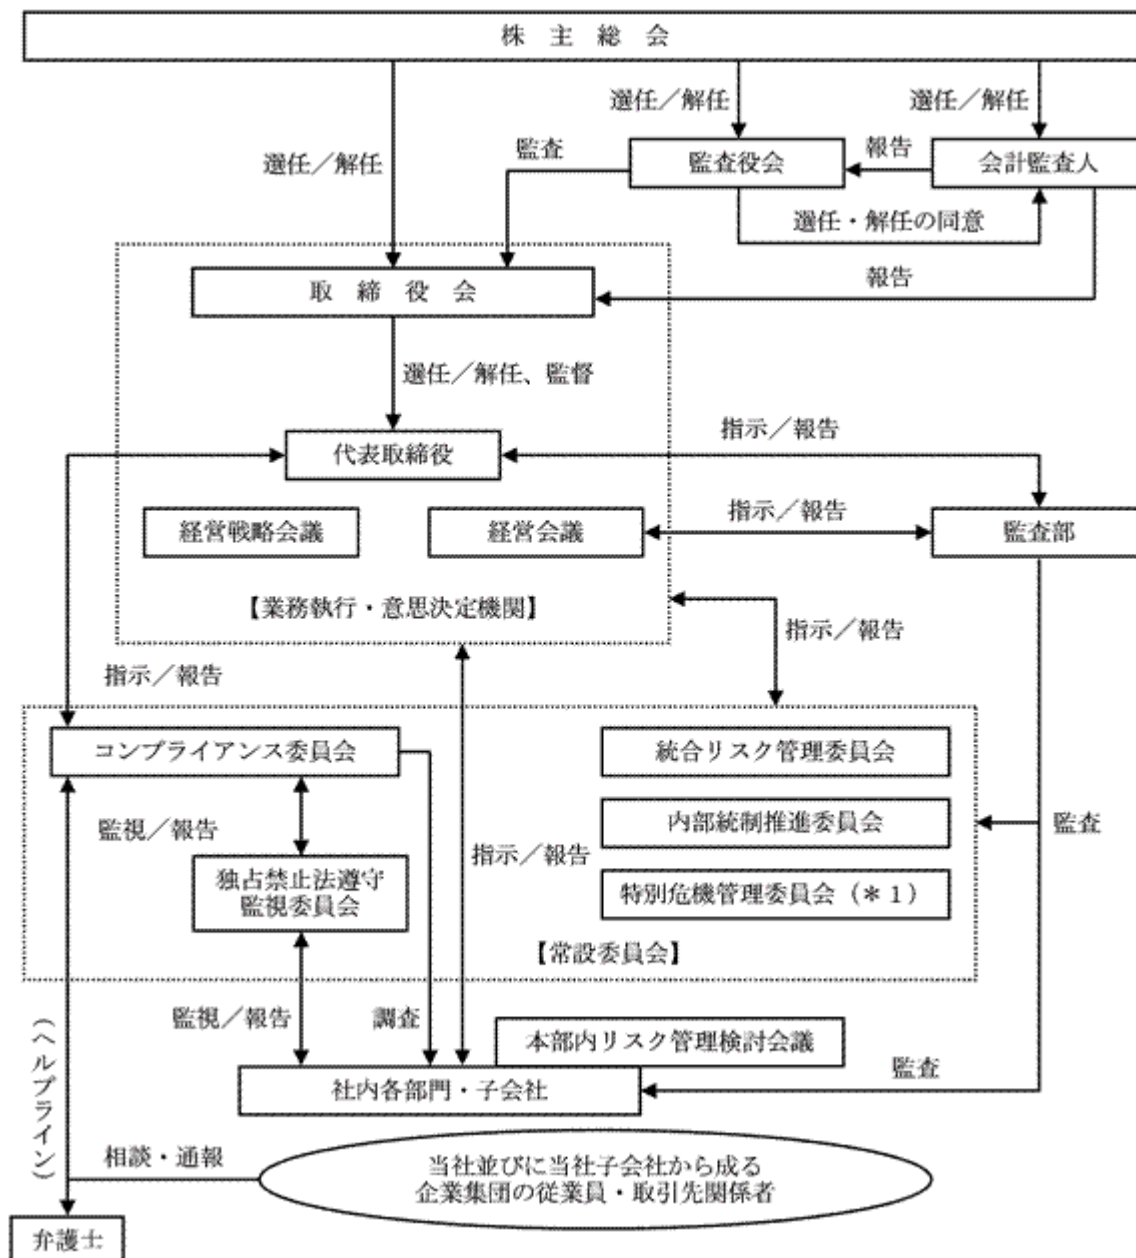 株 主 総 会
選任／解任
選任／解任
選任／解任
監査
監査役会
報告
会計監査人
選任・解任の同意
報告
取 締 役 会
選任／解任、監督
指示／報告
代表取締役
経営戦略会議
経営会議
指示／報告
監査部
【業務執行・意思決定機関】
指示／報告
指示／報告
コンプライアンス委員会
統合リスク管理委員会
監視／報告
内部統制推進委員会
監査
指示／報告
独占禁止法遵守
監視委員会
特別危機管理委員会（＊１）
【常設委員会】
監視／報告
調査
本部内リスク管理検討会議
監査
社内各部門・子会社
（ヘルプライン）
相談・通報
当社並びに当社子会社から成る
企業集団の従業員・取引先関係者
弁護士